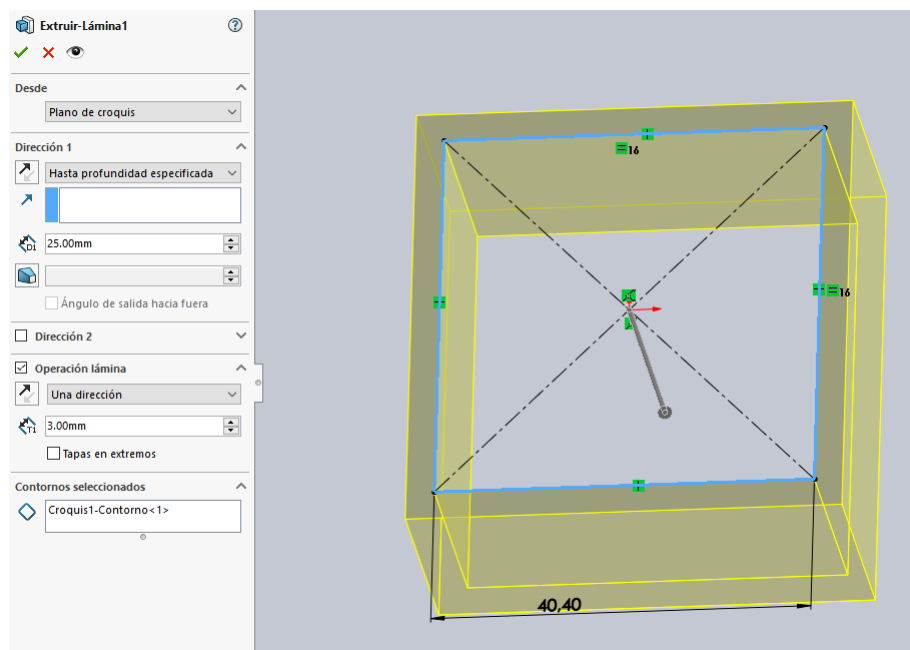 Extruir-Lámina1
Desde
Plano de croquis
Dirección 1
Hasta profundidad especificada
D1
25.00mm
Ángulo de salida hacia fuera
Dirección 2
Operación lámina
Una dirección
T1
3.00mm
Tapas en extremos
Contornos seleccionados
Croquis1-Contorno<1>
16
16
40,40